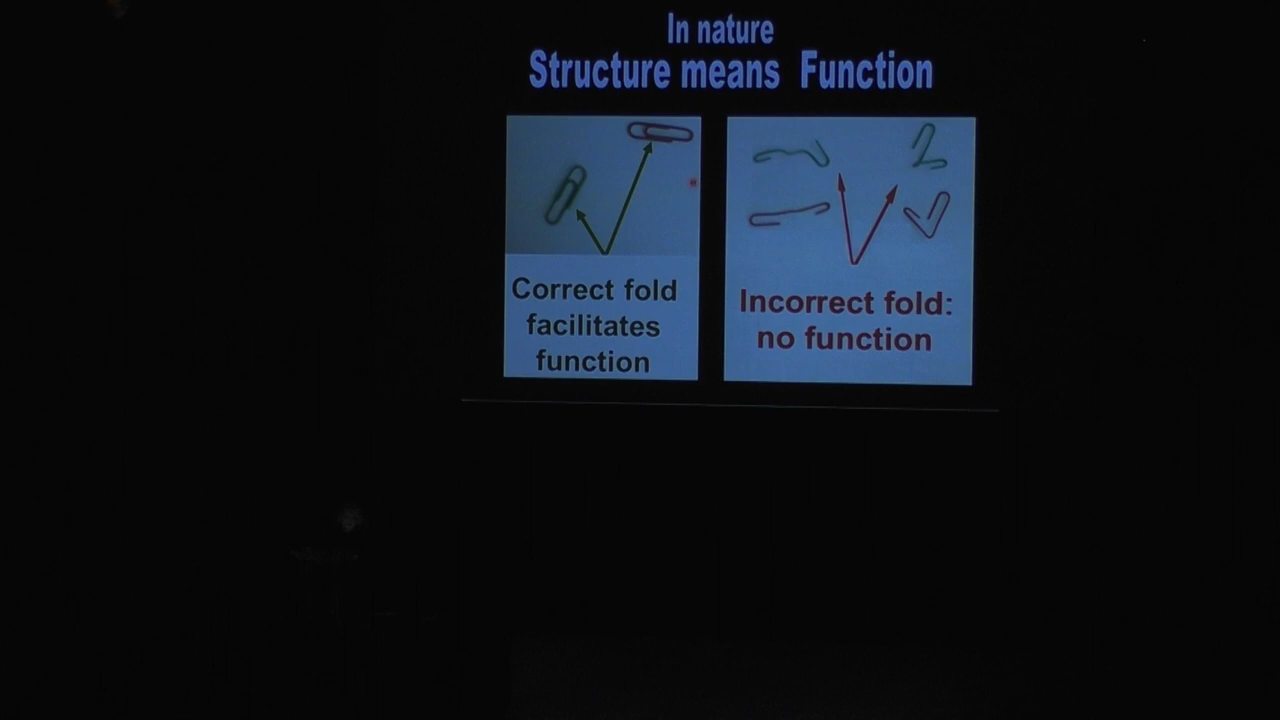 In nature
Structure means Function
Correct fold
facilitates
function
Incorrect fold:
no function